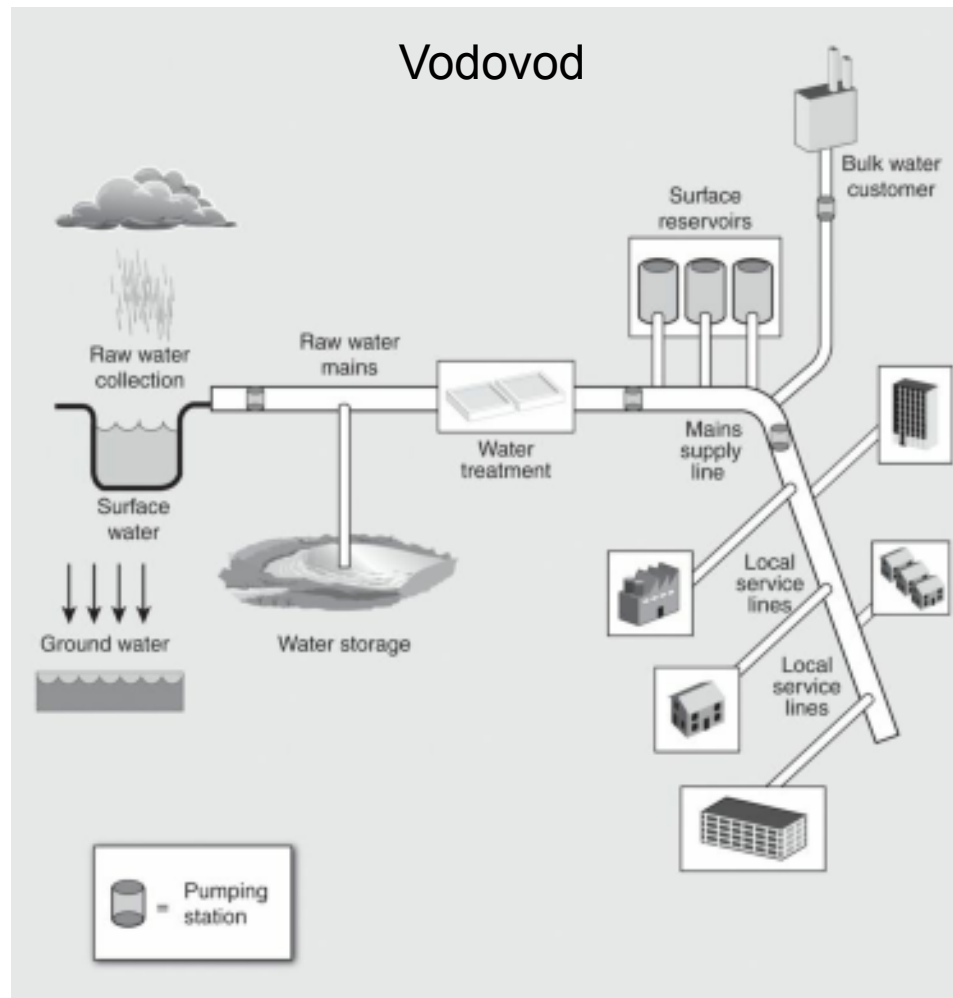 Vodovod
Bulk water
customer
Surface
reservoirs
Raw water
collection
Raw water
mains
Water
treatment
Mains
supply
line
Surface
water
Local
service
lines
Ground water
Water storage
Local
service
lines
Pumping
= station